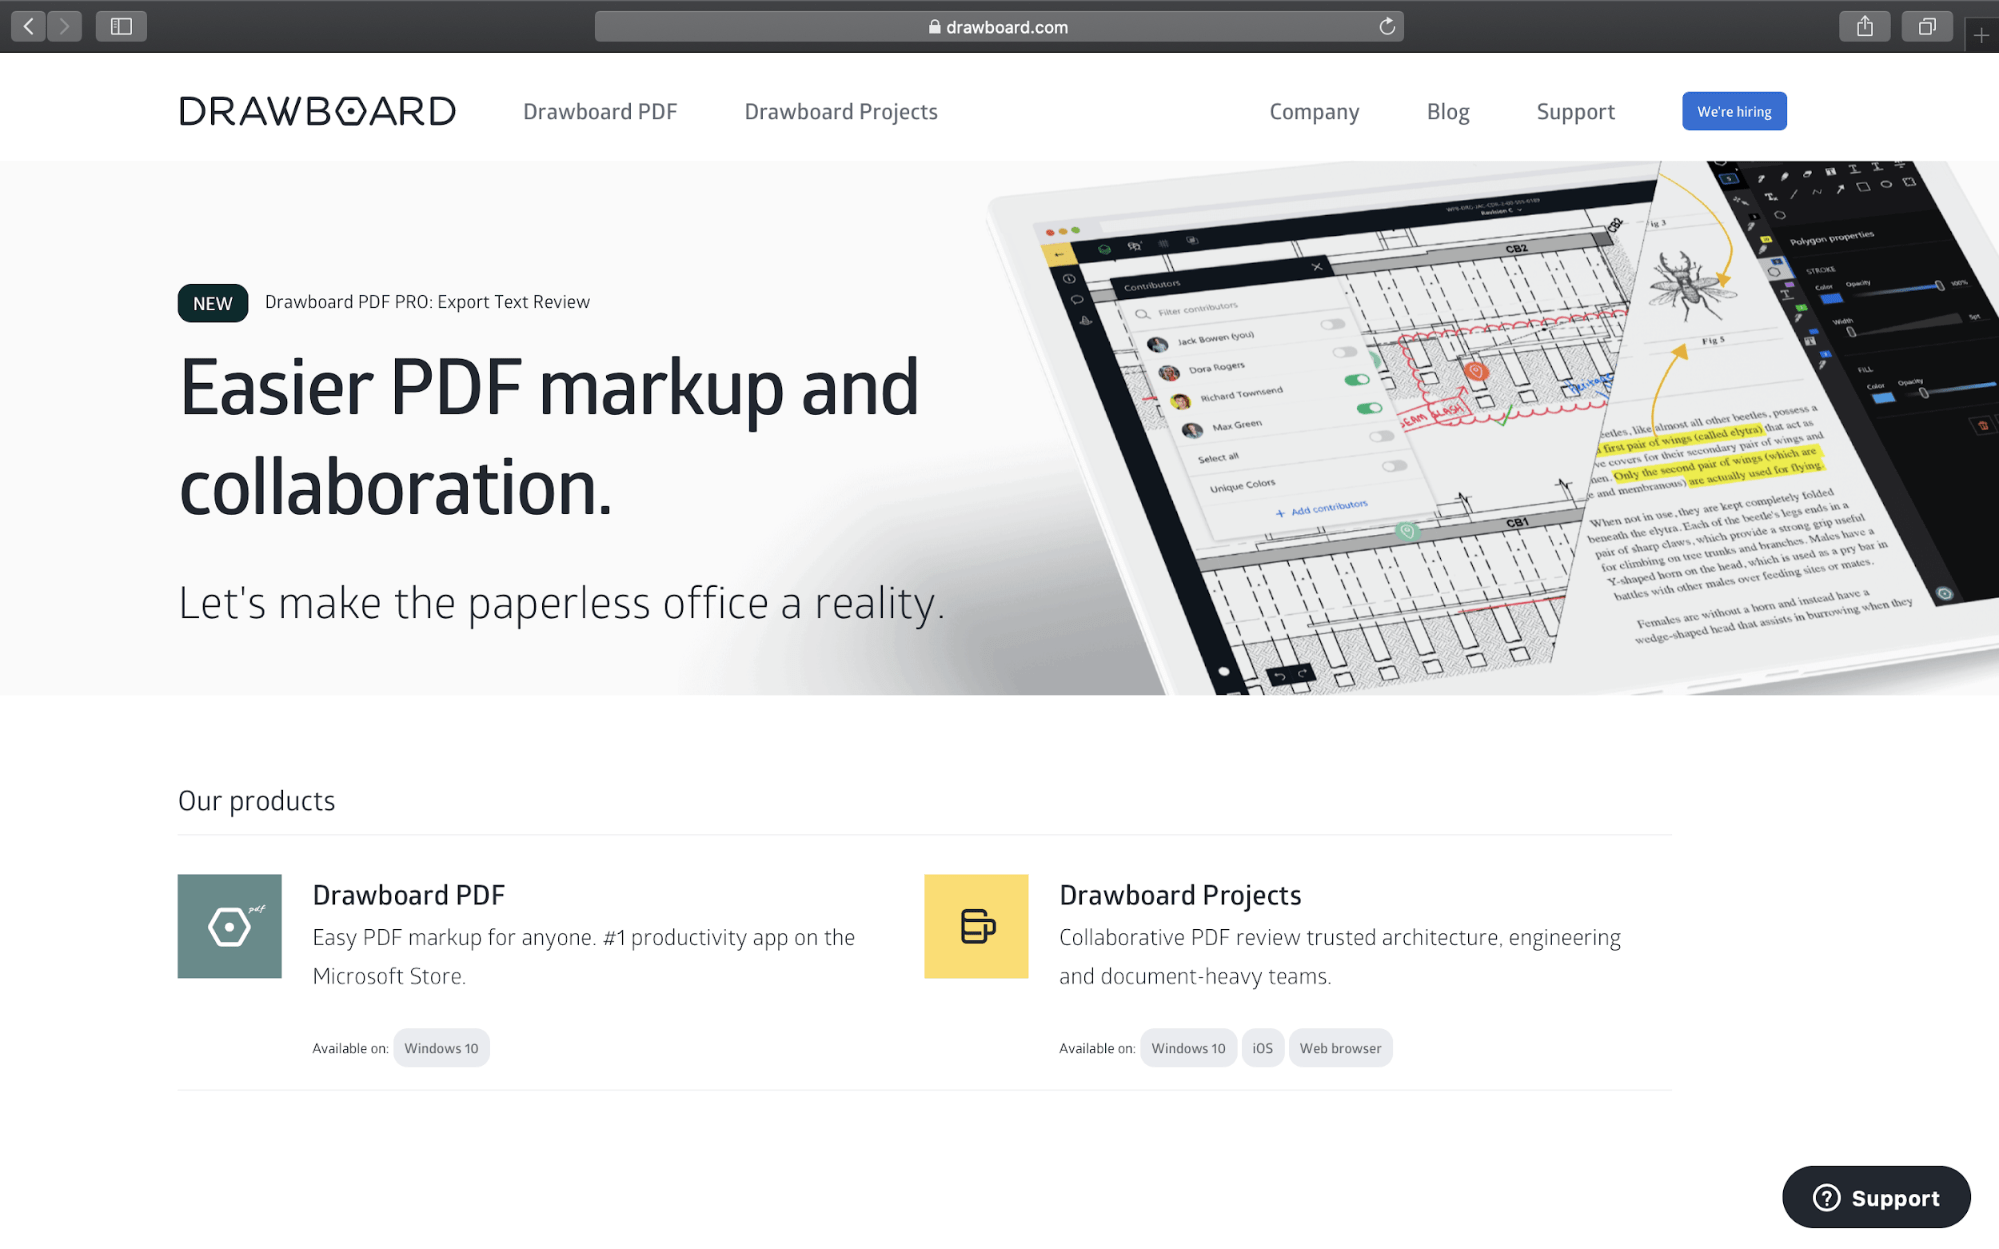 drawboard.com
DRAWBOARD
Drawboard PDF
Drawboard Projects
Company
Blog
Support
We're hiring
NEW
Drawboard PDF PRO: Export Text Review
Easier PDF markup and
collaboration.
Let's make the paperless office a reality.
Revision C
CB2
CB2
Contributors
Filter contributors
Jack Bowen (you)
Dora Rogers
Richard Townsend
Max Green
Select all
Unique Colors
+ Add contributors
CB1
Fig 3
Fig 5
Polygon properties
STROKE
Color
Opacity
100%
Width
5pt
FILL
Color
Opacity
beetles, like almost all other beetles, possess a
first pair of wings (called elytra) that act as
covers for their secondary pair of wings and
Only the second pair of wings (which are
and membranous) are actually used for flying.
When not in use, they are kept completely folded
beneath the elytra. Each of the beetle's legs ends in a
pair of sharp claws, which provide a strong grip useful
for climbing on tree trunks and branches. Males have a
Y-shaped horn on the head, which is used as a pry bar in
battles with other males over feeding sites or mates.
Females are without a horn and instead have a
wedge-shaped head that assists in burrowing when they
Our products
pdf
Drawboard PDF
Easy PDF markup for anyone. #1 productivity app on the
Microsoft Store.
Available on: Windows 10
Drawboard Projects
Collaborative PDF review trusted architecture, engineering
and document-heavy teams.
Available on: Windows 10 iOS Web browser
Support